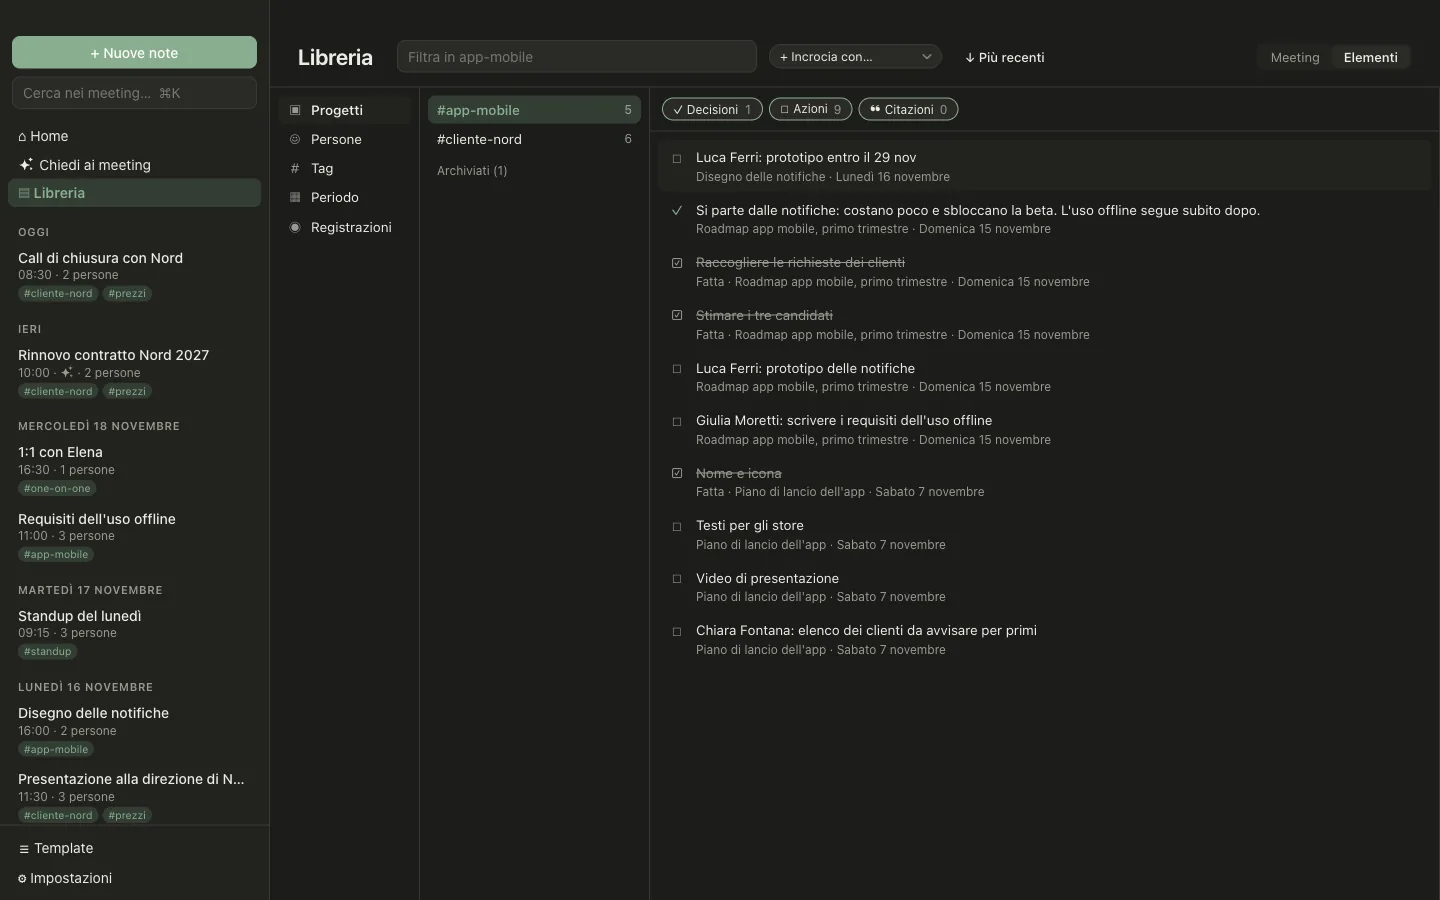 + Nuove note
Cerca nei meeting... ⌘K
Home
Chiedi ai meeting
Libreria
OGGI
Call di chiusura con Nord
08:30 · 2 persone
#cliente-nord #prezzi
IERI
Rinnovo contratto Nord 2027
10:00 · · 2 persone
#cliente-nord #prezzi
MERCOLEDÌ 18 NOVEMBRE
1:1 con Elena
16:30 · 1 persone
#one-on-one
Requisiti dell'uso offline
11:00 · 3 persone
#app-mobile
MARTEDÌ 17 NOVEMBRE
Standup del lunedì
09:15 · 3 persone
#standup
LUNEDÌ 16 NOVEMBRE
Disegno delle notifiche
16:00 · 2 persone
#app-mobile
Presentazione alla direzione di N...
11:30 · 3 persone
#cliente-nord #prezzi
Template
Impostazioni
Libreria
Filtra in app-mobile
+ Incrocia con...
↓ Più recenti
Meeting
Elementi
Progetti
Persone
# Tag
Periodo
Registrazioni
#app-mobile 5
#cliente-nord 6
Archiviati (1)
✓ Decisioni 1
Azioni 9
❝ Citazioni 0
Luca Ferri: prototipo entro il 29 nov
Disegno delle notifiche · Lunedì 16 novembre
Si parte dalle notifiche: costano poco e sbloccano la beta. L'uso offline segue subito dopo.
Roadmap app mobile, primo trimestre · Domenica 15 novembre
Raccogliere le richieste dei clienti
Fatta · Roadmap app mobile, primo trimestre · Domenica 15 novembre
Stimare i tre candidati
Fatta · Roadmap app mobile, primo trimestre · Domenica 15 novembre
Luca Ferri: prototipo delle notifiche
Roadmap app mobile, primo trimestre · Domenica 15 novembre
Giulia Moretti: scrivere i requisiti dell'uso offline
Roadmap app mobile, primo trimestre · Domenica 15 novembre
Nome e icona
Fatta · Piano di lancio dell'app · Sabato 7 novembre
Testi per gli store
Piano di lancio dell'app · Sabato 7 novembre
Video di presentazione
Piano di lancio dell'app · Sabato 7 novembre
Chiara Fontana: elenco dei clienti da avvisare per primi
Piano di lancio dell'app · Sabato 7 novembre